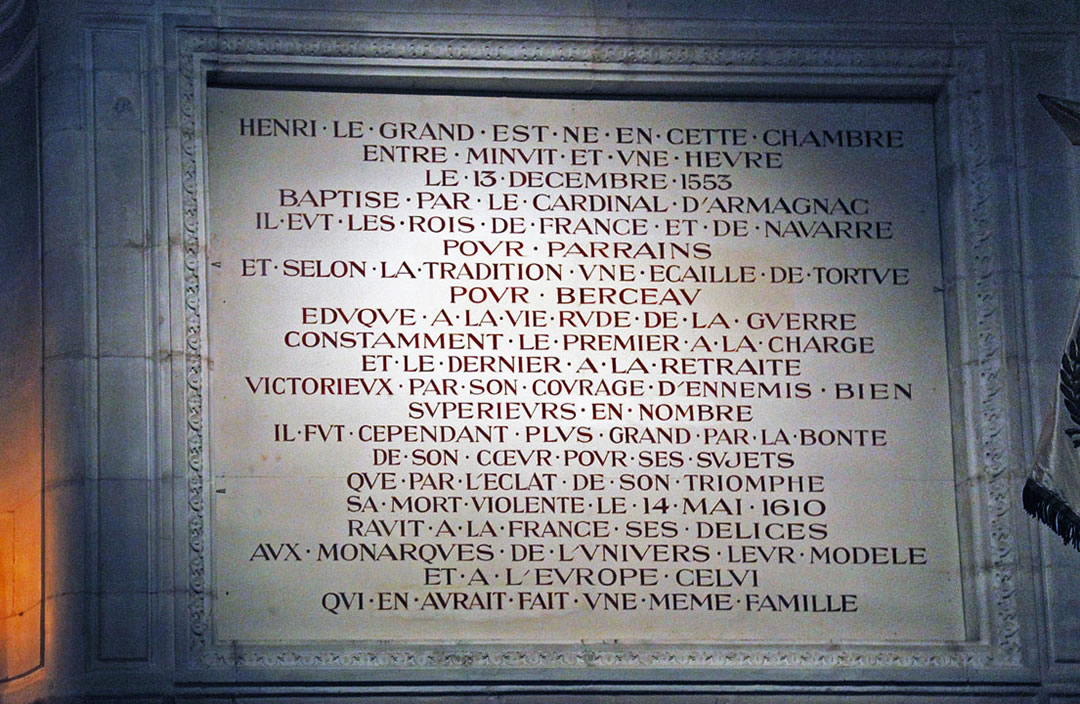 HENRI·LE·GRAND·EST·NE·EN·CETTE·CHAMBRE
ENTRE·MINVIT·ET·VNE·HEVRE
LE·13·DECEMBRE·1553
BAPTISE·PAR·LE·CARDINAL·D'ARMAGNAC
IL·EVT·LES·ROIS·DE·FRANCE·ET·DE·NAVARRE
POVR·PARRAINS
ET·SELON·LA·TRADITION·VNE·ECAILLE·DE·TORTVE
POVR·BERCEAV
EDVQVE·A·LA·VIE·RVDE·DE·LA·GVERRE
CONSTAMMENT·LE·PREMIER·A·LA·CHARGE
ET·LE·DERNIER·A·LA·RETRAITE
VICTORIEVX·PAR·SON·COVRAGE·D'ENNEMIS·BIEN
SVPERIEVRS·EN·NOMBRE
IL·FVT·CEPENDANT·PLVS·GRAND·PAR·LA·BONTE
DE·SON·CŒVR·POVR·SES·SVJETS
QVE·PAR·L'ECLAT·DE·SON·TRIOMPHE
SA·MORT·VIOLENTE·LE·14·MAI·1610
RAVIT·A·LA·FRANCE·SES·DELICES
AVX·MONARQVES·DE·L'VNIVERS·LEVR·MODELE
ET·A·L'EVROPE·CELVI
QVI·EN·AVRAIT·FAIT·VNE·MEME·FAMILLE